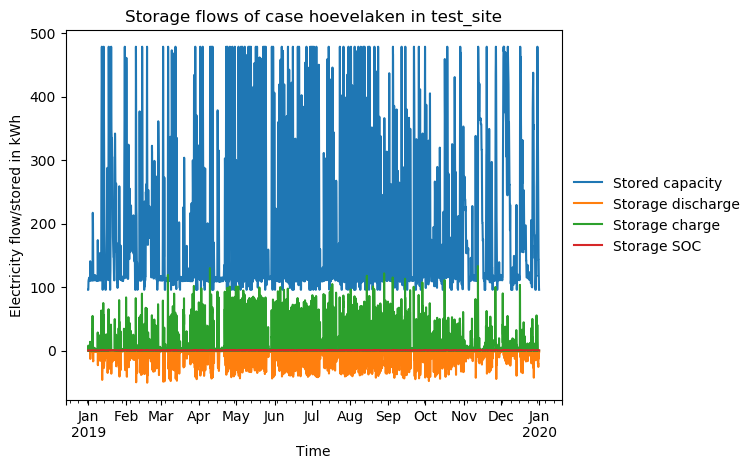 Storage flows of case hoevelaken in test_site
Electricity flow/stored in kWh
500
400
300
200
100
0
Jan Feb Mar Apr May Jun Jul Aug Sep Oct Nov Dec Jan
2019 2020
Time
Stored capacity
Storage discharge
Storage charge
Storage SOC